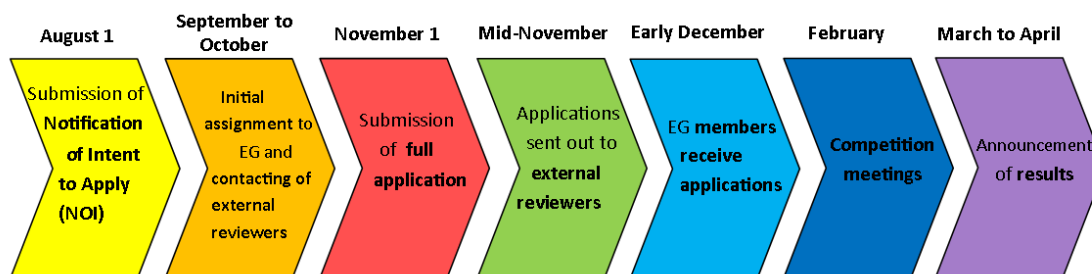 August 1
Submission of
Notification
of Intent
to Apply
(NOI)
September to
October
Initial
assignment to
EG and
contacting of
external
reviewers
November 1
Submission
of full
application
Mid-November
Applications
sent out to
external
reviewers
Early December
EG members
receive
applications
February
Competition
meetings
March to April
Announcement
of results